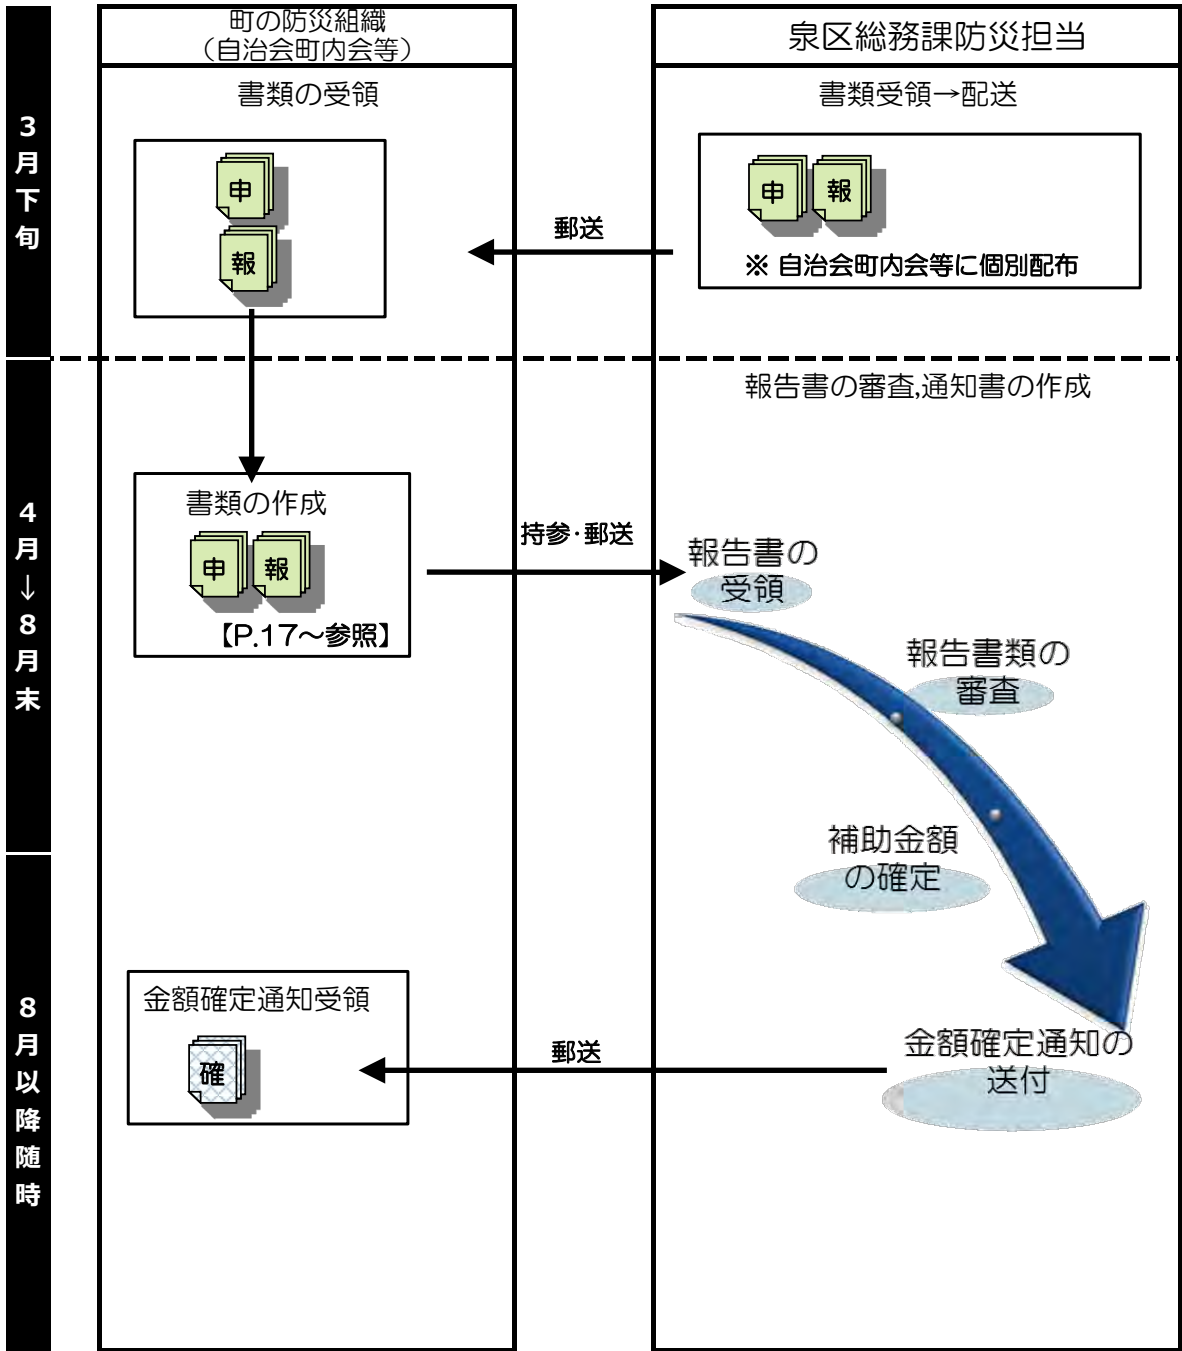 町の防災組織
（自治会町内会等）
泉区総務課防災担当
3月下旬
書類の受領
申
報
書類受領→配送
申 報
※ 自治会町内会等に個別配布
郵送
4月↓8月末
報告書の審査,通知書の作成
書類の作成
申 報
【P.17～参照】
持参・郵送
報告書の
受領
報告書類の
審査
補助金額
の確定
8月以降随時
金額確定通知受領
確
郵送
金額確定通知の
送付